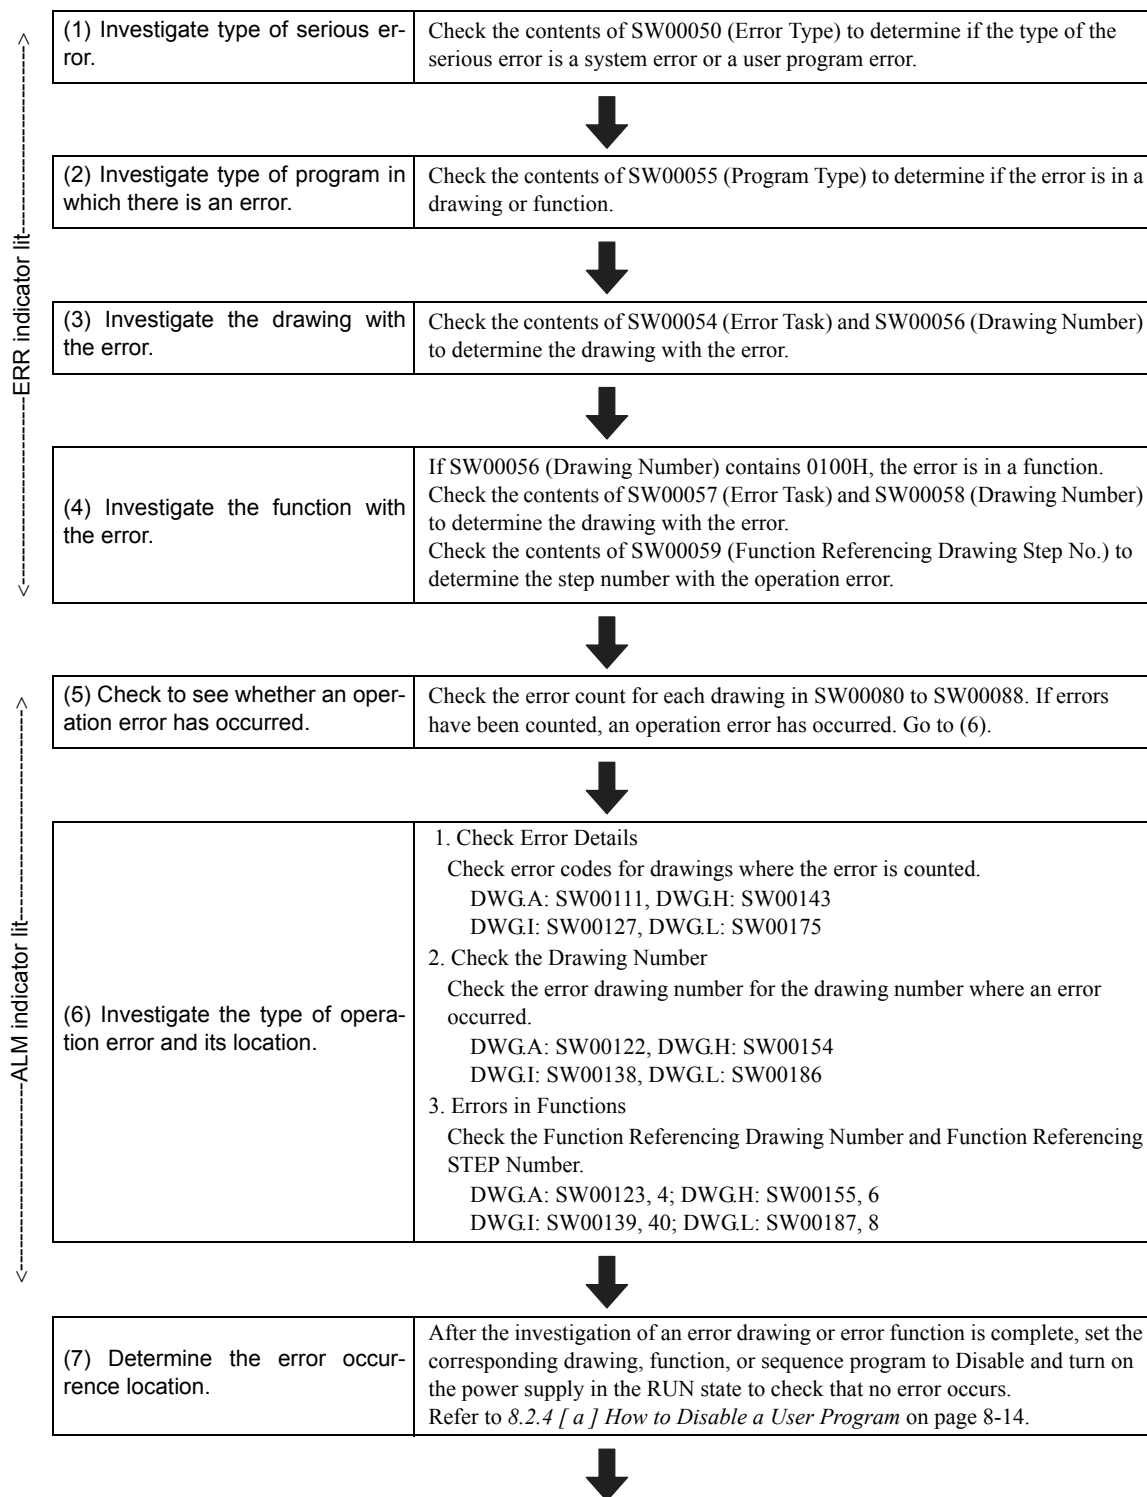 (1) Investigate type of serious er-
ror.
Check the contents of SW00050 (Error Type) to determine if the type of the
serious error is a system error or a user program error.
(2) Investigate type of program in
which there is an error.
Check the contents of SW00055 (Program Type) to determine if the error is in a
drawing or function.
(3) Investigate the drawing with
the error.
Check the contents of SW00054 (Error Task) and SW00056 (Drawing Number)
to determine the drawing with the error.
<--------------------ERR indicator lit-------------------->
(4) Investigate the function with
the error.
If SW00056 (Drawing Number) contains 0100H, the error is in a function.
Check the contents of SW00057 (Error Task) and SW00058 (Drawing Number)
to determine the drawing with the error.
Check the contents of SW00059 (Function Referencing Drawing Step No.) to
determine the step number with the operation error.
(5) Check to see whether an oper-
ation error has occurred.
Check the error count for each drawing in SW00080 to SW00088. If errors
have been counted, an operation error has occurred. Go to (6).
<--------------------ALM indicator lit-------------------->
(6) Investigate the type of opera-
tion error and its location.
1. Check Error Details
Check error codes for drawings where the error is counted.
DWG.A: SW00111, DWG.H: SW00143
DWG.I: SW00127, DWG.L: SW00175
2. Check the Drawing Number
Check the error drawing number for the drawing number where an error
occurred.
DWG.A: SW00122, DWG.H: SW00154
DWG.I: SW00138, DWG.L: SW00186
3. Errors in Functions
Check the Function Referencing Drawing Number and Function Referencing
STEP Number.
DWG.A: SW00123, 4; DWG.H: SW00155, 6
DWG.I: SW00139, 40; DWG.L: SW00187, 8
(7) Determine the error occur-
rence location.
After the investigation of an error drawing or error function is complete, set the
corresponding drawing, function, or sequence program to Disable and turn on
the power supply in the RUN state to check that no error occurs.
Refer to 8.2.4 [ a ] How to Disable a User Program on page 8-14.